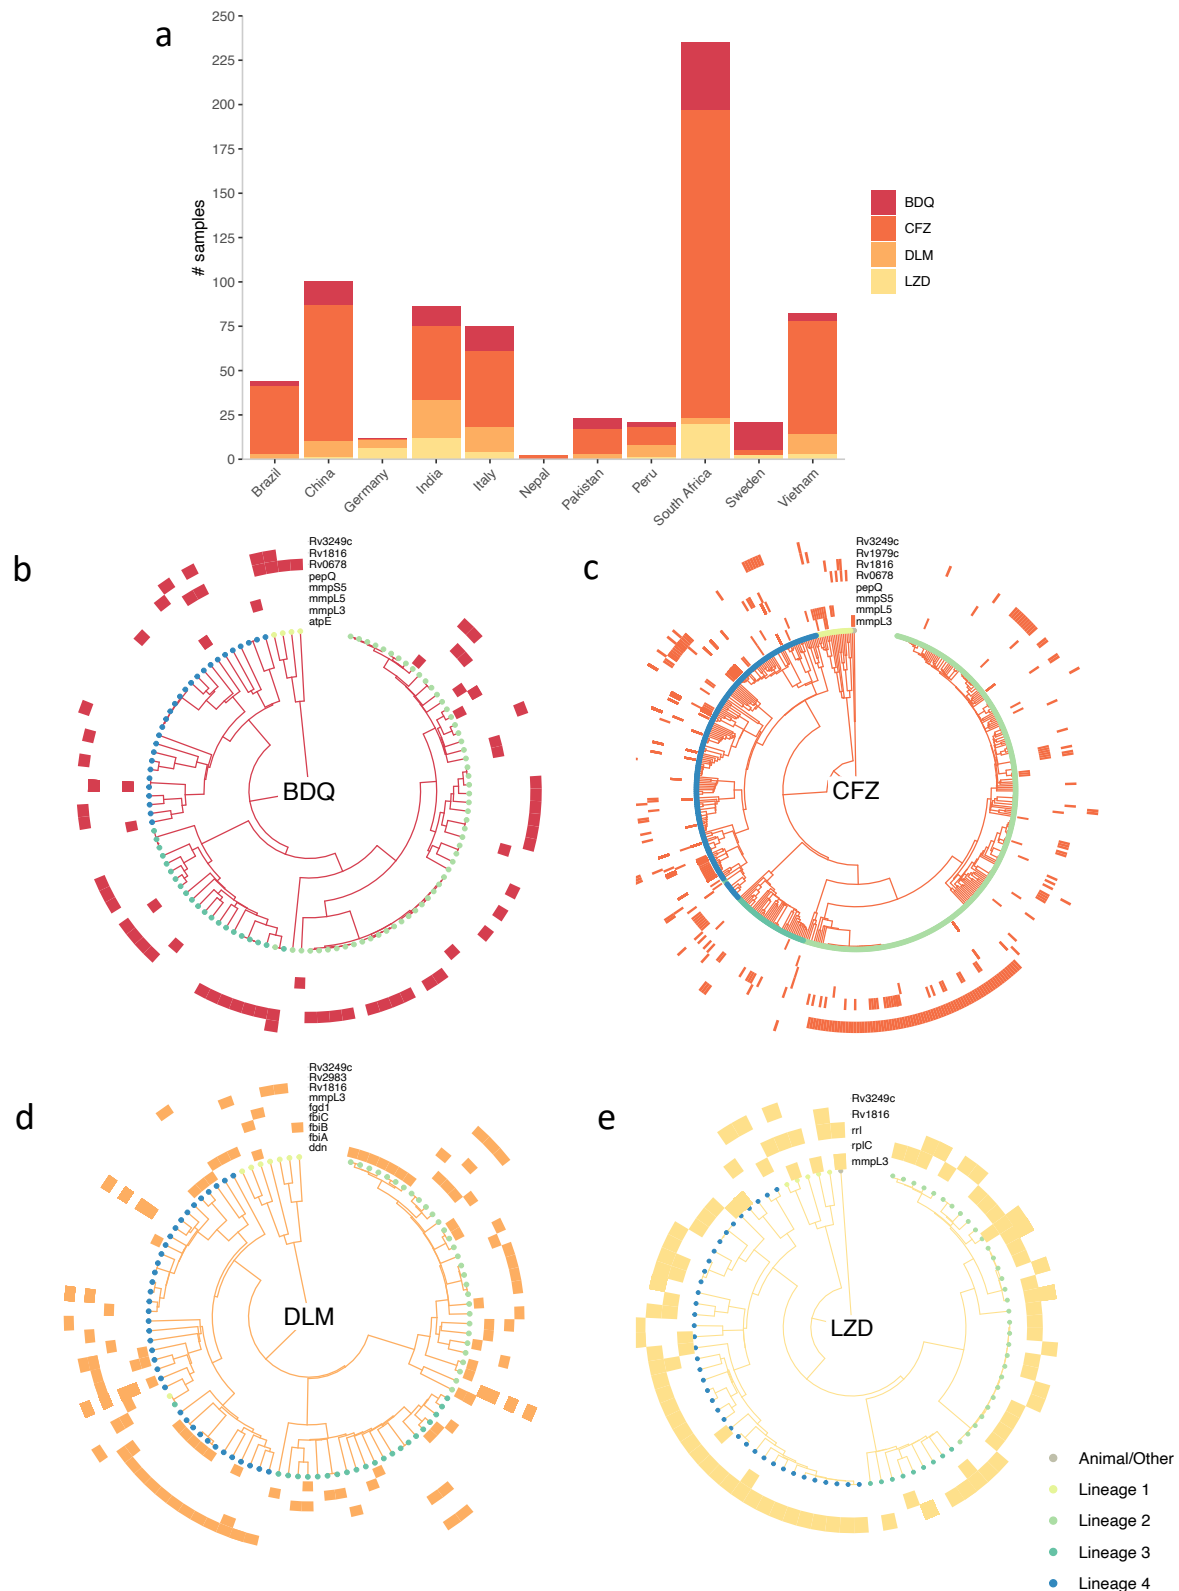 a
250
225
200
175
150
125
100
75
50
25
0
# samples
Brazil
China
Germany
India
Italy
Nepal
Pakistan
Peru
South Africa
Sweden
Vietnam
BDQ
CFZ
DLM
LZD
b
Rv3249c
Rv1816
Rv0678
pepQ
mmpS5
mmpL5
mmpL3
atpE
BDQ
c
Rv3249c
Rv1979c
Rv1816
Rv0678
pepQ
mmpS5
mmpL5
mmpL3
CFZ
d
Rv3249c
Rv2983
Rv1816
mmpL3
fgd1
fbiC
fbiB
fbiA
ddn
DLM
e
Rv3249c
Rv1816
rrl
rplC
mmpL3
LZD
Animal/Other
Lineage 1
Lineage 2
Lineage 3
Lineage 4